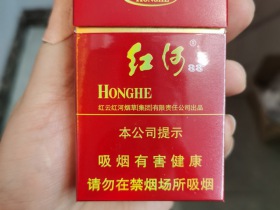 HONGHE
红河®
88
HONGHE
红云红河烟草(集团)有限责任公司出品
本公司提示
吸烟有害健康
请勿在禁烟场所吸烟